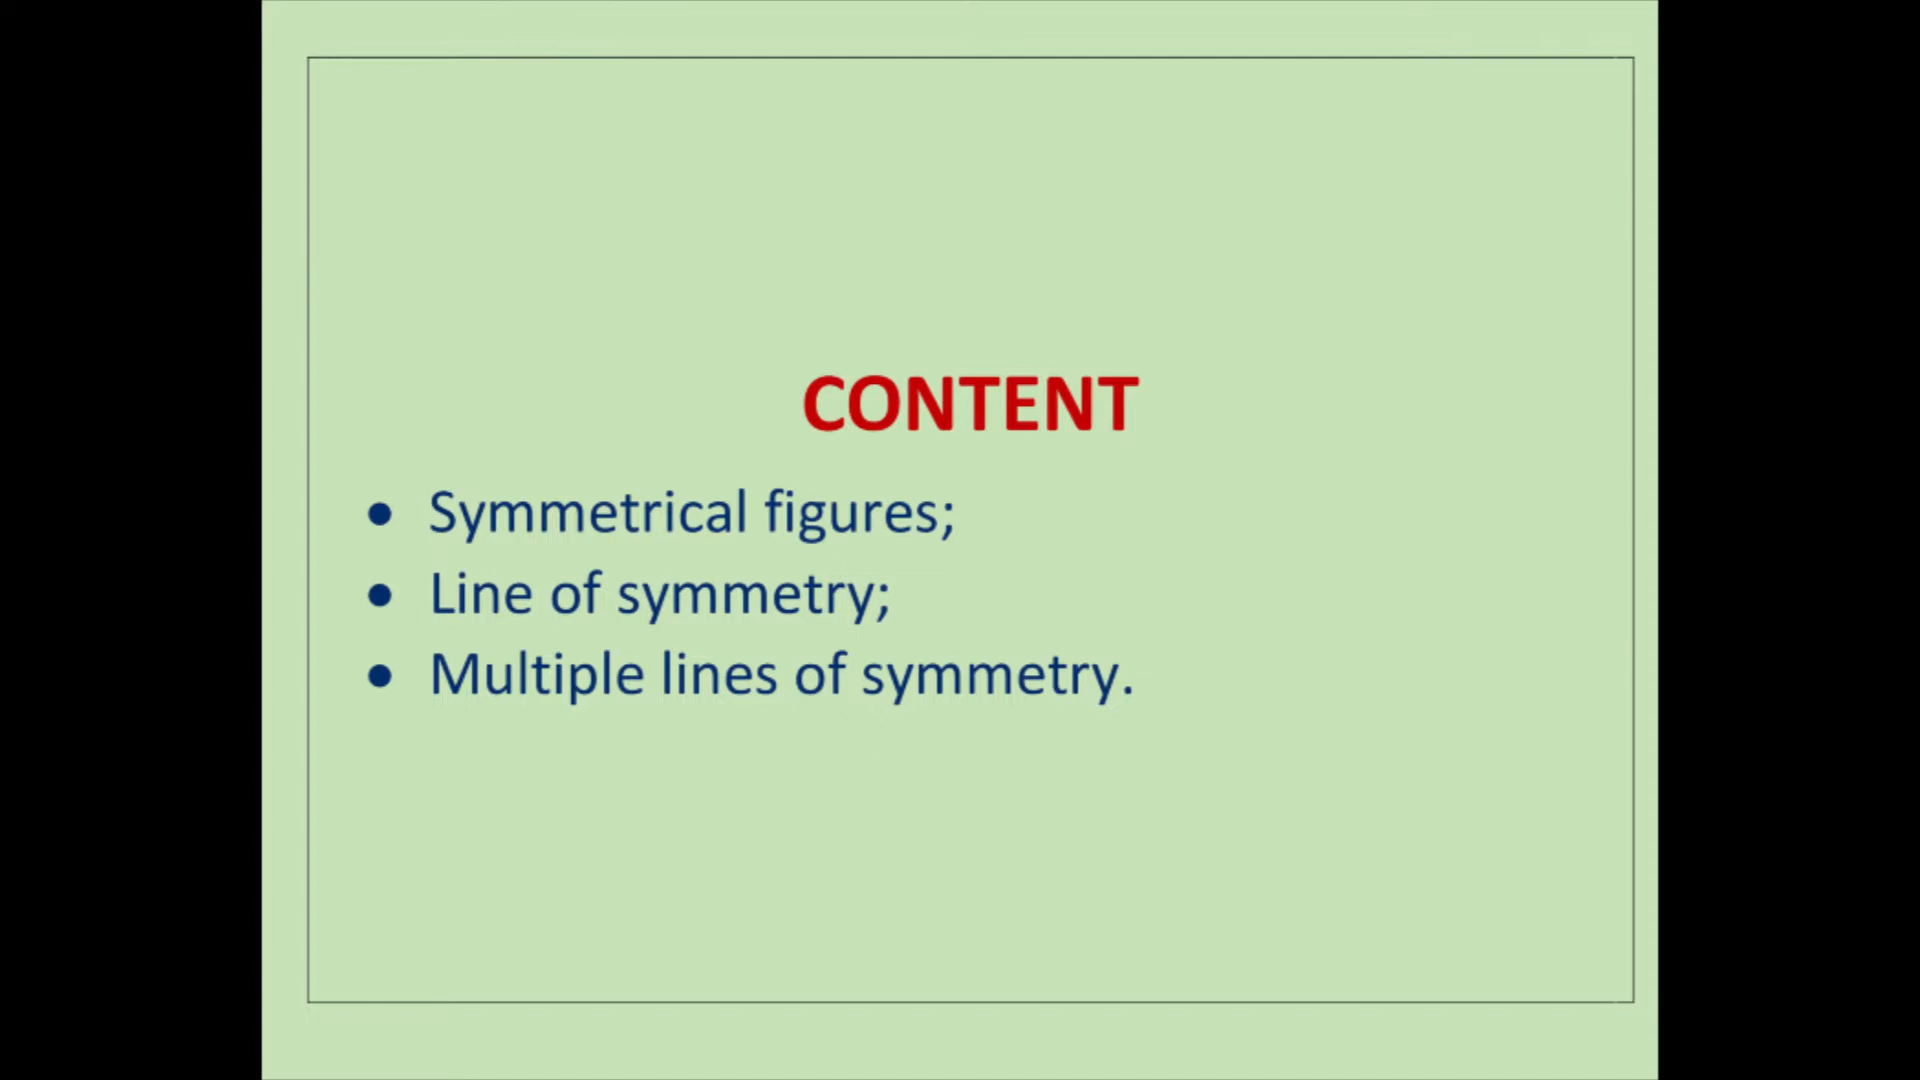 CONTENT
● Symmetrical figures;
● Line of symmetry;
● Multiple lines of symmetry.